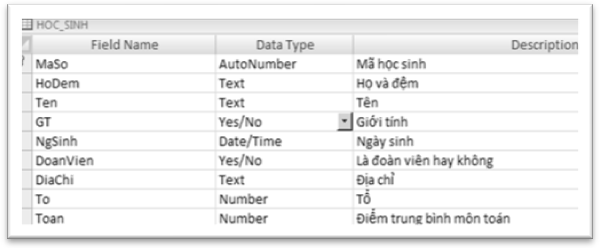 HOC_SINH
Field Name Data Type Description
MaSo AutoNumber Mã học sinh
HoDem Text Họ và đệm
Ten Text Tên
GT Yes/No Giới tính
NgSinh Date/Time Ngày sinh
DoanVien Yes/No Là đoàn viên hay không
DiaChi Text Địa chỉ
To Number Tổ
Toan Number Điểm trung bình môn toán